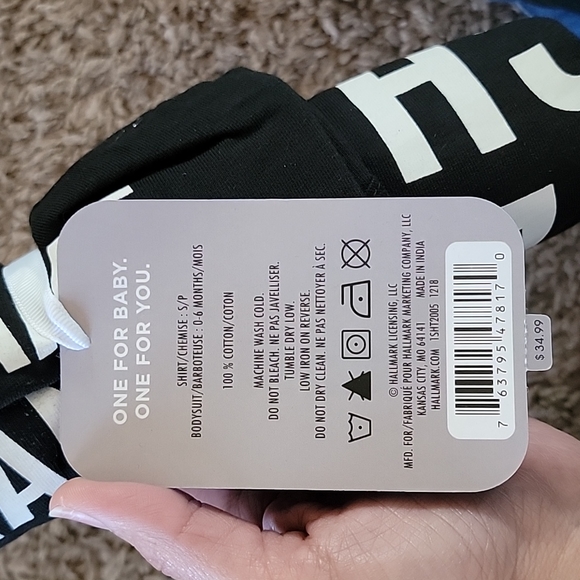 ONE FOR BABY.
ONE FOR YOU.
SHIRT/CHEMISE : S/P
BODYSUIT/BARBOTEUSE : 0-6 MONTHS/MOIS
100 % COTTON/COTON
MACHINE WASH COLD.
DO NOT BLEACH. NE PAS JAVELLISER.
TUMBLE DRY LOW.
LOW IRON ON REVERSE.
DO NOT DRY CLEAN. NE PAS NETTOYER À SEC.
© HALLMARK LICENSING, LLC
MFD. FOR/FABRIQUÉ POUR HALLMARK MARKETING COMPANY, LLC
KANSAS CITY, MO 64141 MADE IN INDIA
HALLMARK.COM 1SHT2005 1218
7 63795 47817 0
$ 34.99